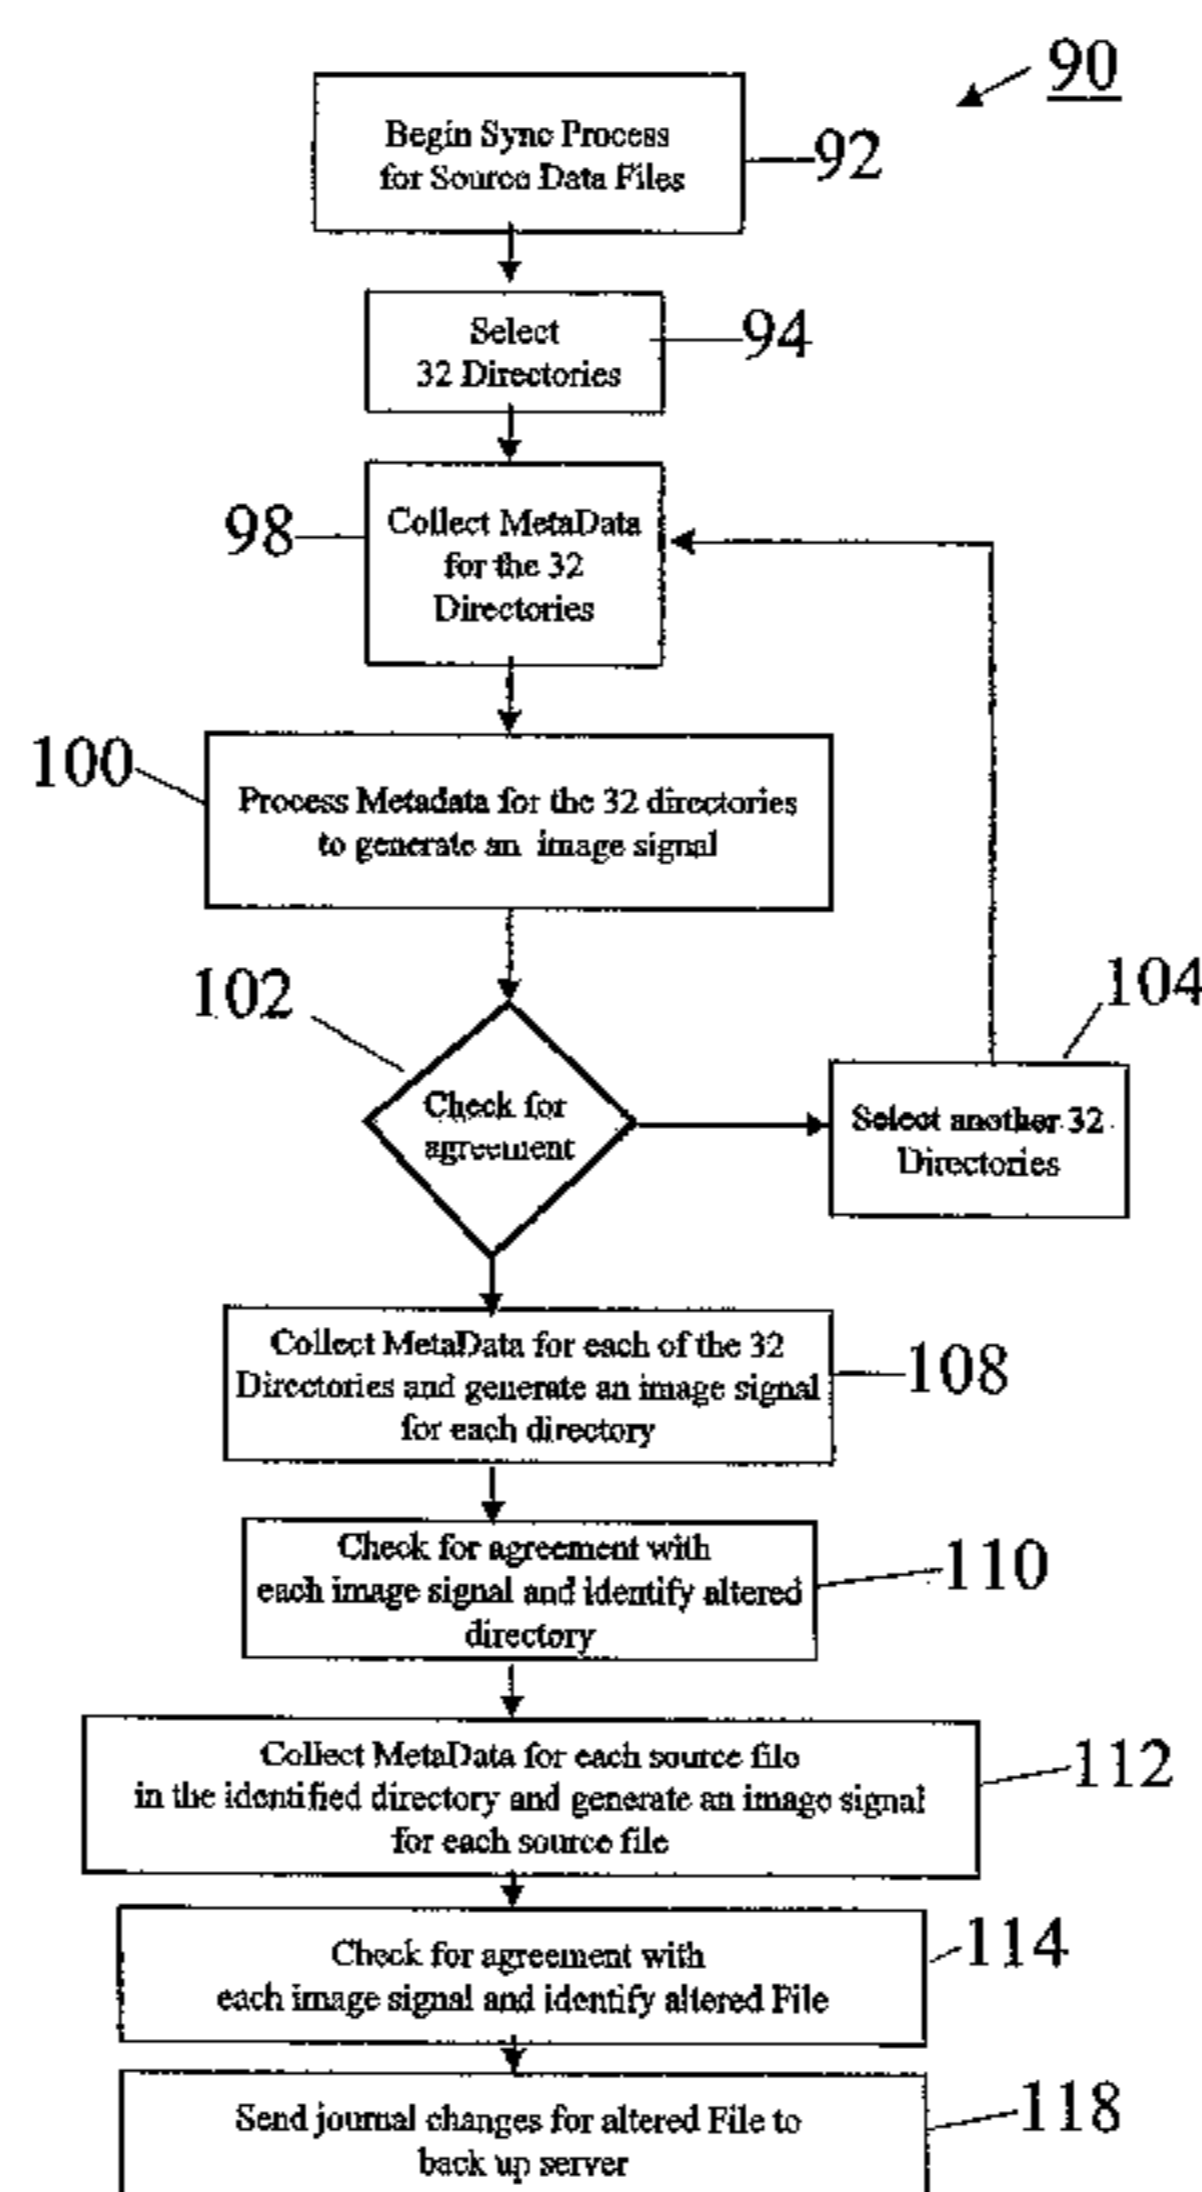 90
Begin Sync Process
for Source Data Files
92
Select
32 Directories
94
98
Collect MetaData
for the 32
Directories
100
Process Metadata for the 32 directories
to generate an image signal
102
Check for
agreement
104
Select another 32
Directories
Collect MetaData for each of the 32
Directories and generate an image signal
for each directory
108
Check for agreement with
each image signal and identify altered
directory
110
Collect MetaData for each source file
in the identified directory and generate an image signal
for each source file
112
Check for agreement with
each image signal and identify altered File
114
Send journal changes for altered File to
back up server
118